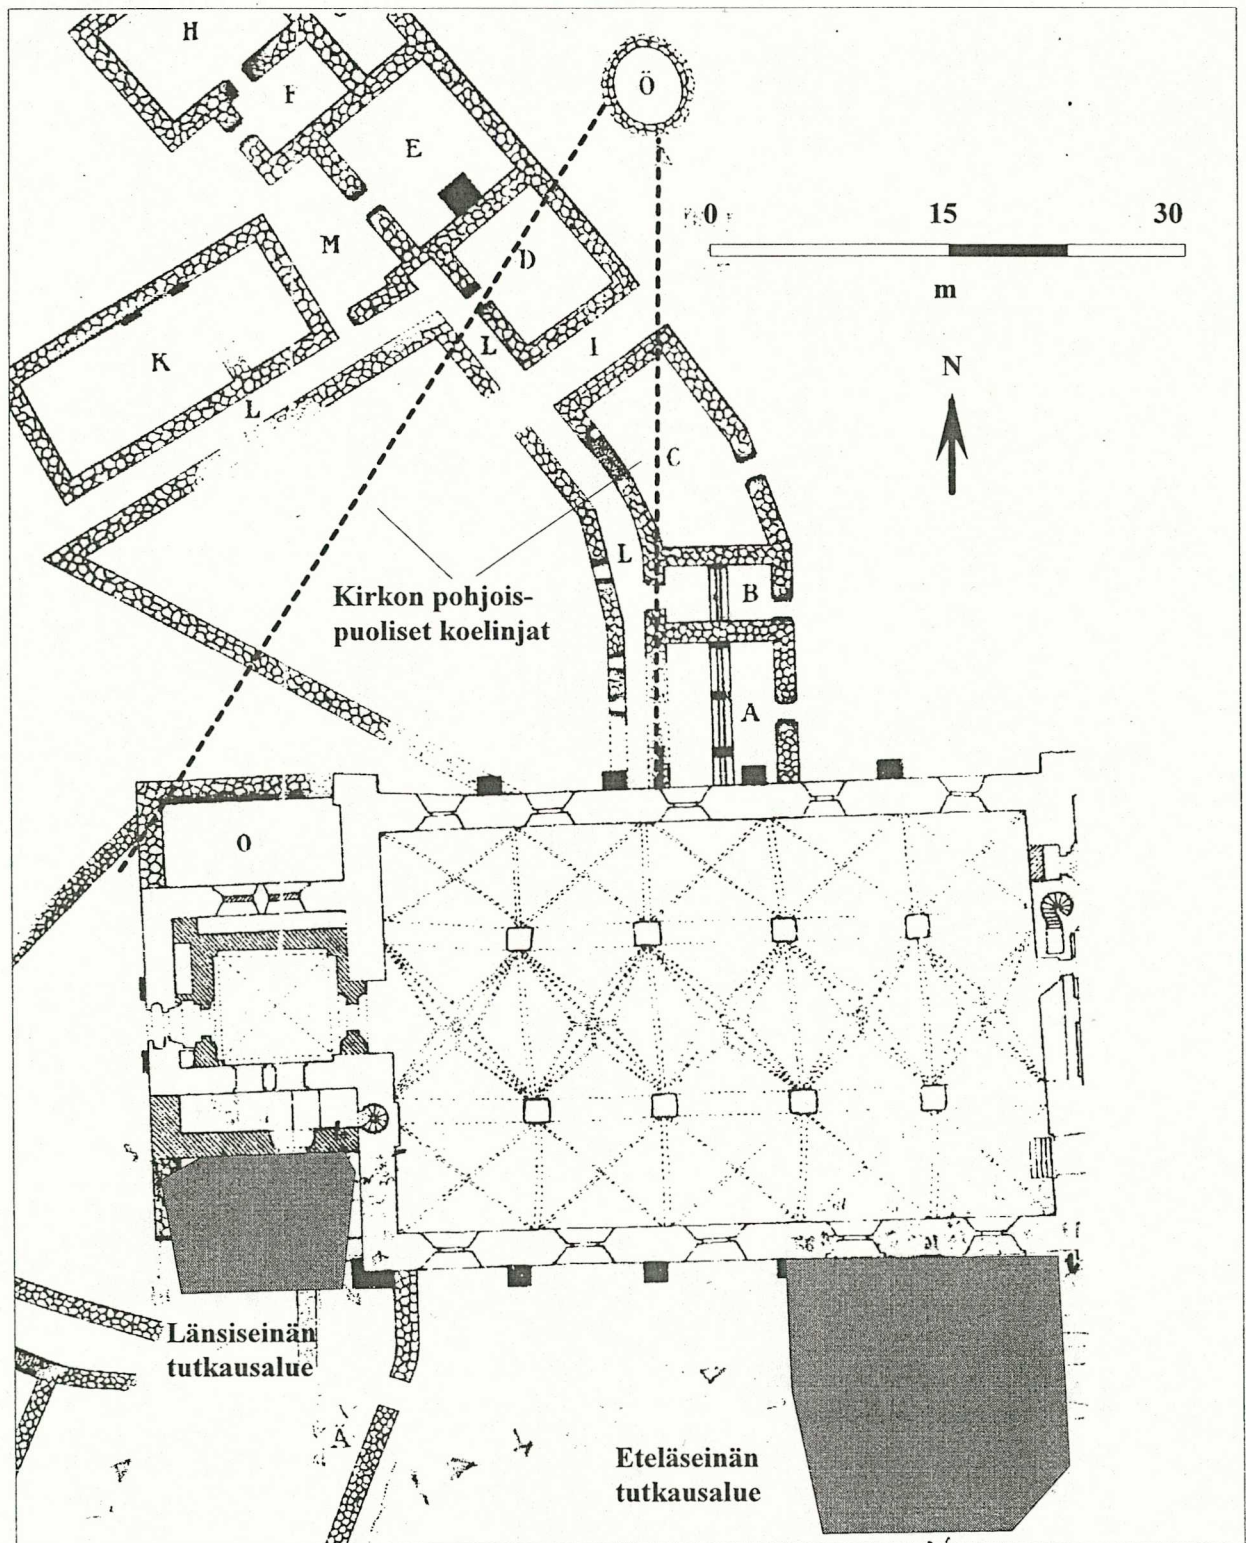 H
Ö
F
E
0 15 30
M
D
m
L
I
K
N
L
C
L
B
Kirkon pohjois-
puoliset koelinjat
A
O
Länsiseinän
tutkausalue
Ä
Eteläseinän
tutkausalue